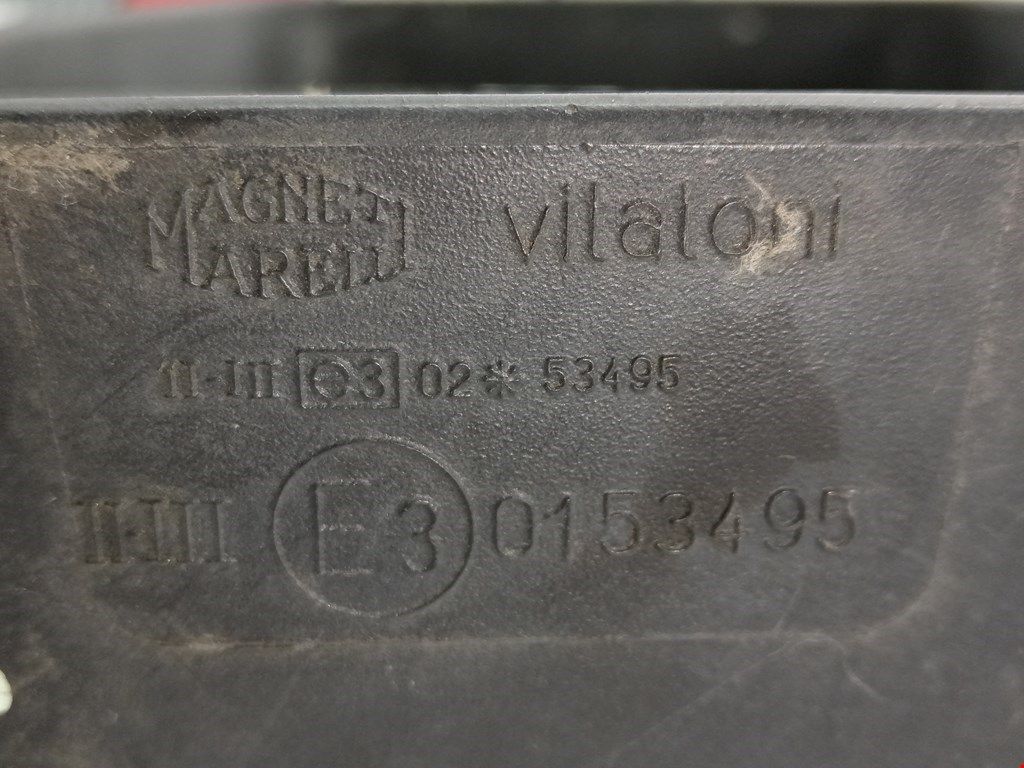 MAGNETI
MARELLI
vitaloni
II-III e3 02* 53495
II-III E3 0153495